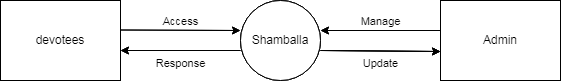 Access
Manage
devotees
Shamballa
Admin
Response
Update